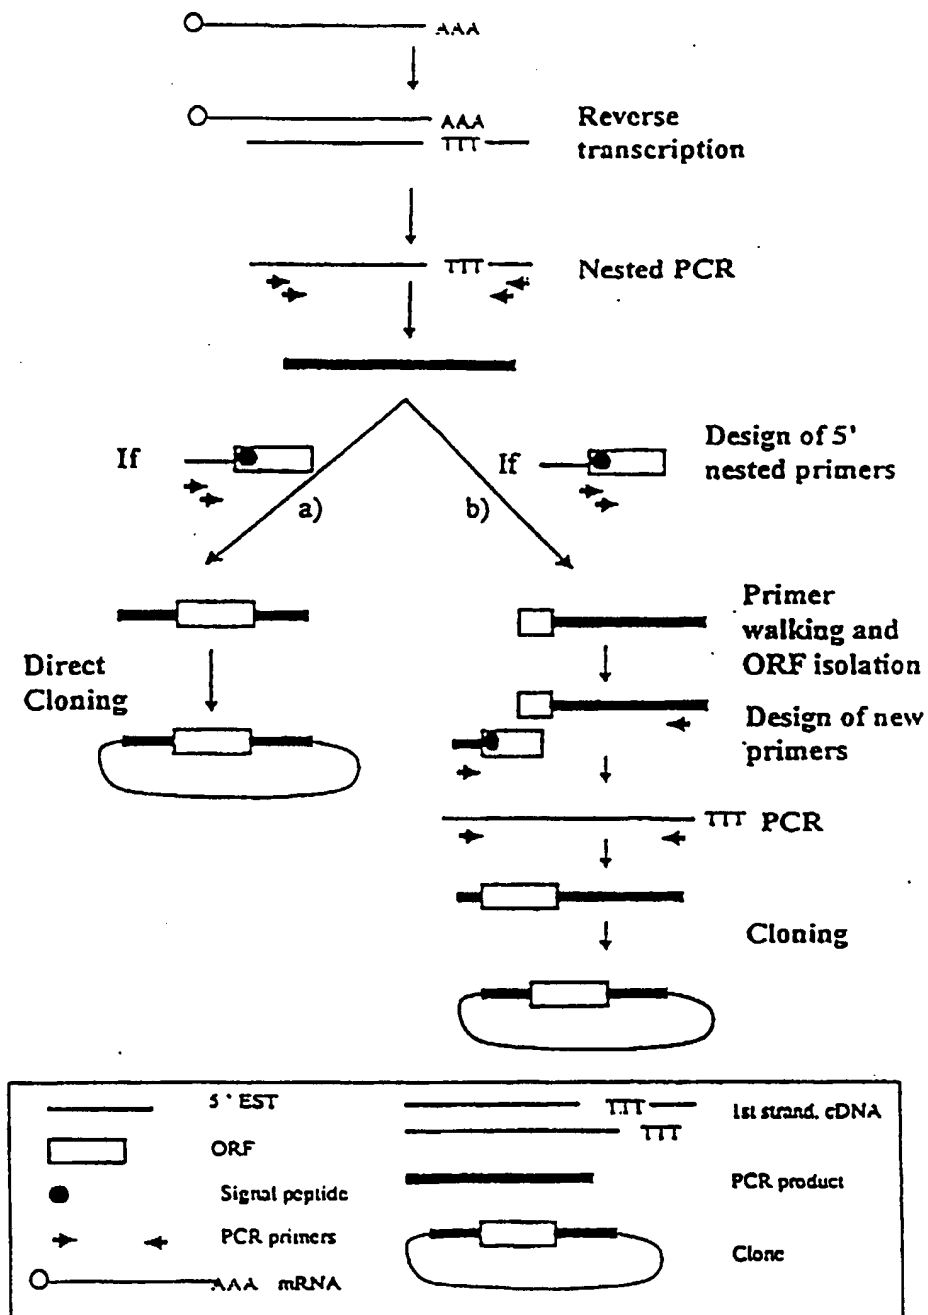 AAA
AAA
TTT
Reverse
transcription
TTT
Nested PCR
If
a)
If
b)
Design of 5'
nested primers
Direct
Cloning
Primer
walking and
ORF isolation
Design of new
primers
TTT PCR
Cloning
5' EST
ORF
Signal peptide
PCR primers
AAA mRNA
TTT
TTT
1st strand. cDNA
PCR product
Clone